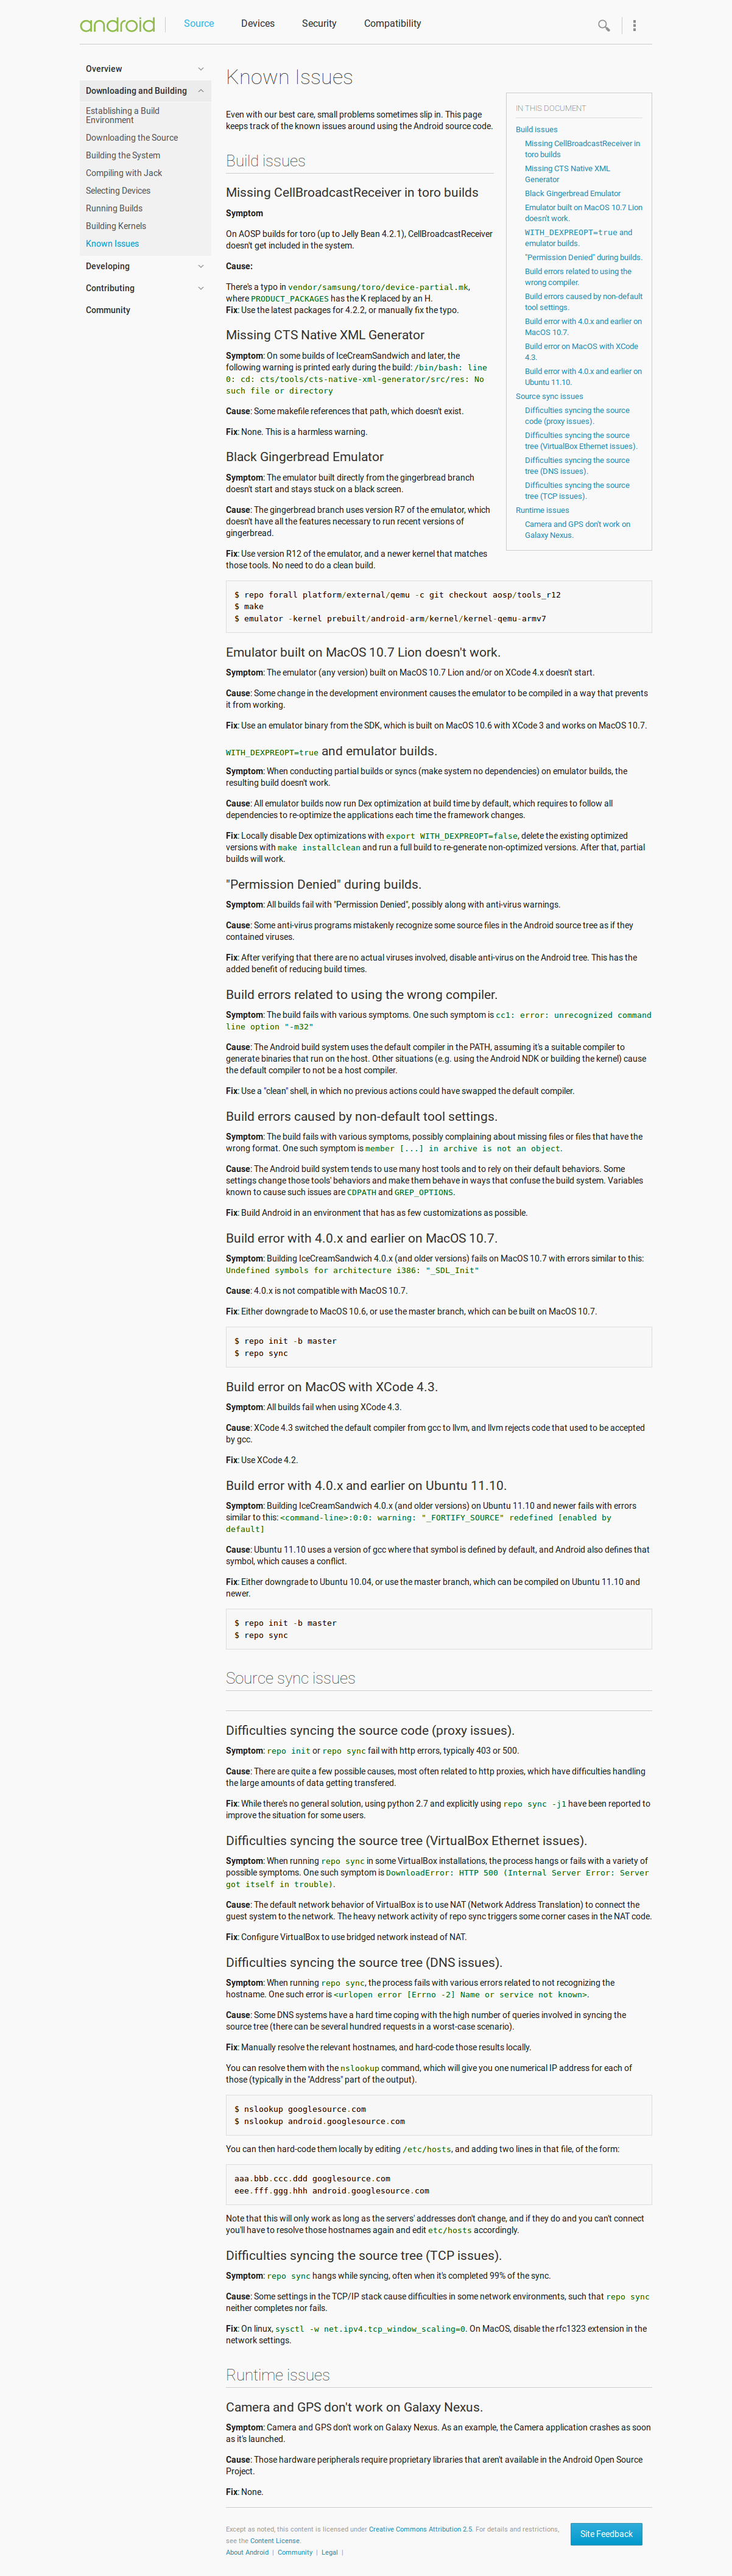 android
Source
Devices
Security
Compatibility
Overview
Downloading and Building
Establishing a Build
Environment
Downloading the Source
Building the System
Compiling with Jack
Selecting Devices
Running Builds
Building Kernels
Known Issues
Developing
Contributing
Community
Known Issues
Even with our best care, small problems sometimes slip in. This page
keeps track of the known issues around using the Android source code.
IN THIS DOCUMENT
Build issues
Missing CellBroadcastReceiver in
toro builds
Missing CTS Native XML
Generator
Black Gingerbread Emulator
Emulator built on MacOS 10.7 Lion
doesn't work.
WITH_DEXPREOPT=true and
emulator builds.
"Permission Denied" during builds.
Build errors related to using the
wrong compiler.
Build errors caused by non-default
tool settings.
Build error with 4.0.x and earlier on
MacOS 10.7.
Build error on MacOS with XCode
4.3.
Build error with 4.0.x and earlier on
Ubuntu 11.10.
Source sync issues
Difficulties syncing the source
code (proxy issues).
Difficulties syncing the source
tree (VirtualBox Ethernet issues).
Difficulties syncing the source
tree (DNS issues).
Difficulties syncing the source
tree (TCP issues).
Runtime issues
Camera and GPS don't work on
Galaxy Nexus.
Build issues
Missing CellBroadcastReceiver in toro builds
Symptom
On AOSP builds for toro (up to Jelly Bean 4.2.1), CellBroadcastReceiver
doesn't get included in the system.
Cause:
There's a typo in vendor/samsung/toro/device-partial.mk,
where PRODUCT_PACKAGES has the K replaced by an H.
Fix: Use the latest packages for 4.2.2, or manually fix the typo.
Missing CTS Native XML Generator
Symptom: On some builds of IceCreamSandwich and later, the
following warning is printed early during the build: /bin/bash: line
0: cd: cts/tools/cts-native-xml-generator/src/res: No
such file or directory
Cause: Some makefile references that path, which doesn't exist.
Fix: None. This is a harmless warning.
Black Gingerbread Emulator
Symptom: The emulator built directly from the gingerbread branch
doesn't start and stays stuck on a black screen.
Cause: The gingerbread branch uses version R7 of the emulator, which
doesn't have all the features necessary to run recent versions of
gingerbread.
Fix: Use version R12 of the emulator, and a newer kernel that matches
those tools. No need to do a clean build.
$ repo forall platform/external/qemu -c git checkout aosp/tools_r12
$ make
$ emulator -kernel prebuilt/android-arm/kernel/kernel-qemu-armv7
Emulator built on MacOS 10.7 Lion doesn't work.
Symptom: The emulator (any version) built on MacOS 10.7 Lion and/or on XCode 4.x doesn't start.
Cause: Some change in the development environment causes the emulator to be compiled in a way that prevents
it from working.
Fix: Use an emulator binary from the SDK, which is built on MacOS 10.6 with XCode 3 and works on MacOS 10.7.
WITH_DEXPREOPT=true and emulator builds.
Symptom: When conducting partial builds or syncs (make system no dependencies) on emulator builds, the
resulting build doesn't work.
Cause: All emulator builds now run Dex optimization at build time by default, which requires to follow all
dependencies to re-optimize the applications each time the framework changes.
Fix: Locally disable Dex optimizations with export WITH_DEXPREOPT=false, delete the existing optimized
versions with make installclean and run a full build to re-generate non-optimized versions. After that, partial
builds will work.
"Permission Denied" during builds.
Symptom: All builds fail with "Permission Denied", possibly along with anti-virus warnings.
Cause: Some anti-virus programs mistakenly recognize some source files in the Android source tree as if they
contained viruses.
Fix: After verifying that there are no actual viruses involved, disable anti-virus on the Android tree. This has the
added benefit of reducing build times.
Build errors related to using the wrong compiler.
Symptom: The build fails with various symptoms. One such symptom is cc1: error: unrecognized command
line option "-m32"
Cause: The Android build system uses the default compiler in the PATH, assuming it's a suitable compiler to
generate binaries that run on the host. Other situations (e.g. using the Android NDK or building the kernel) cause
the default compiler to not be a host compiler.
Fix: Use a "clean" shell, in which no previous actions could have swapped the default compiler.
Build errors caused by non-default tool settings.
Symptom: The build fails with various symptoms, possibly complaining about missing files or files that have the
wrong format. One such symptom is member [...] in archive is not an object.
Cause: The Android build system tends to use many host tools and to rely on their default behaviors. Some
settings change those tools' behaviors and make them behave in ways that confuse the build system. Variables
known to cause such issues are CDPATH and GREP_OPTIONS.
Fix: Build Android in an environment that has as few customizations as possible.
Build error with 4.0.x and earlier on MacOS 10.7.
Symptom: Building IceCreamSandwich 4.0.x (and older versions) fails on MacOS 10.7 with errors similar to this:
Undefined symbols for architecture i386: "_SDL_Init"
Cause: 4.0.x is not compatible with MacOS 10.7.
Fix: Either downgrade to MacOS 10.6, or use the master branch, which can be built on MacOS 10.7.
$ repo init -b master
$ repo sync
Build error on MacOS with XCode 4.3.
Symptom: All builds fail when using XCode 4.3.
Cause: XCode 4.3 switched the default compiler from gcc to llvm, and llvm rejects code that used to be accepted
by gcc.
Fix: Use XCode 4.2.
Build error with 4.0.x and earlier on Ubuntu 11.10.
Symptom: Building IceCreamSandwich 4.0.x (and older versions) on Ubuntu 11.10 and newer fails with errors
similar to this: <command-line>:0:0: warning: "_FORTIFY_SOURCE" redefined [enabled by
default]
Cause: Ubuntu 11.10 uses a version of gcc where that symbol is defined by default, and Android also defines that
symbol, which causes a conflict.
Fix: Either downgrade to Ubuntu 10.04, or use the master branch, which can be compiled on Ubuntu 11.10 and
newer.
$ repo init -b master
$ repo sync
Source sync issues
Difficulties syncing the source code (proxy issues).
Symptom: repo init or repo sync fail with http errors, typically 403 or 500.
Cause: There are quite a few possible causes, most often related to http proxies, which have difficulties handling
the large amounts of data getting transfered.
Fix: While there's no general solution, using python 2.7 and explicitly using repo sync -j1 have been reported to
improve the situation for some users.
Difficulties syncing the source tree (VirtualBox Ethernet issues).
Symptom: When running repo sync in some VirtualBox installations, the process hangs or fails with a variety of
possible symptoms. One such symptom is DownloadError: HTTP 500 (Internal Server Error: Server
got itself in trouble).
Cause: The default network behavior of VirtualBox is to use NAT (Network Address Translation) to connect the
guest system to the network. The heavy network activity of repo sync triggers some corner cases in the NAT code.
Fix: Configure VirtualBox to use bridged network instead of NAT.
Difficulties syncing the source tree (DNS issues).
Symptom: When running repo sync, the process fails with various errors related to not recognizing the
hostname. One such error is <urlopen error [Errno -2] Name or service not known>.
Cause: Some DNS systems have a hard time coping with the high number of queries involved in syncing the
source tree (there can be several hundred requests in a worst-case scenario).
Fix: Manually resolve the relevant hostnames, and hard-code those results locally.
You can resolve them with the nslookup command, which will give you one numerical IP address for each of
those (typically in the "Address" part of the output).
$ nslookup googlesource.com
$ nslookup android.googlesource.com
You can then hard-code them locally by editing /etc/hosts, and adding two lines in that file, of the form:
aaa.bbb.ccc.ddd googlesource.com
eee.fff.ggg.hhh android.googlesource.com
Note that this will only work as long as the servers' addresses don't change, and if they do and you can't connect
you'll have to resolve those hostnames again and edit etc/hosts accordingly.
Difficulties syncing the source tree (TCP issues).
Symptom: repo sync hangs while syncing, often when it's completed 99% of the sync.
Cause: Some settings in the TCP/IP stack cause difficulties in some network environments, such that repo sync
neither completes nor fails.
Fix: On linux, sysctl -w net.ipv4.tcp_window_scaling=0. On MacOS, disable the rfc1323 extension in the
network settings.
Runtime issues
Camera and GPS don't work on Galaxy Nexus.
Symptom: Camera and GPS don't work on Galaxy Nexus. As an example, the Camera application crashes as soon
as it's launched.
Cause: Those hardware peripherals require proprietary libraries that aren't available in the Android Open Source
Project.
Fix: None.
Except as noted, this content is licensed under Creative Commons Attribution 2.5. For details and restrictions,
see the Content License.
About Android | Community | Legal |
Site Feedback